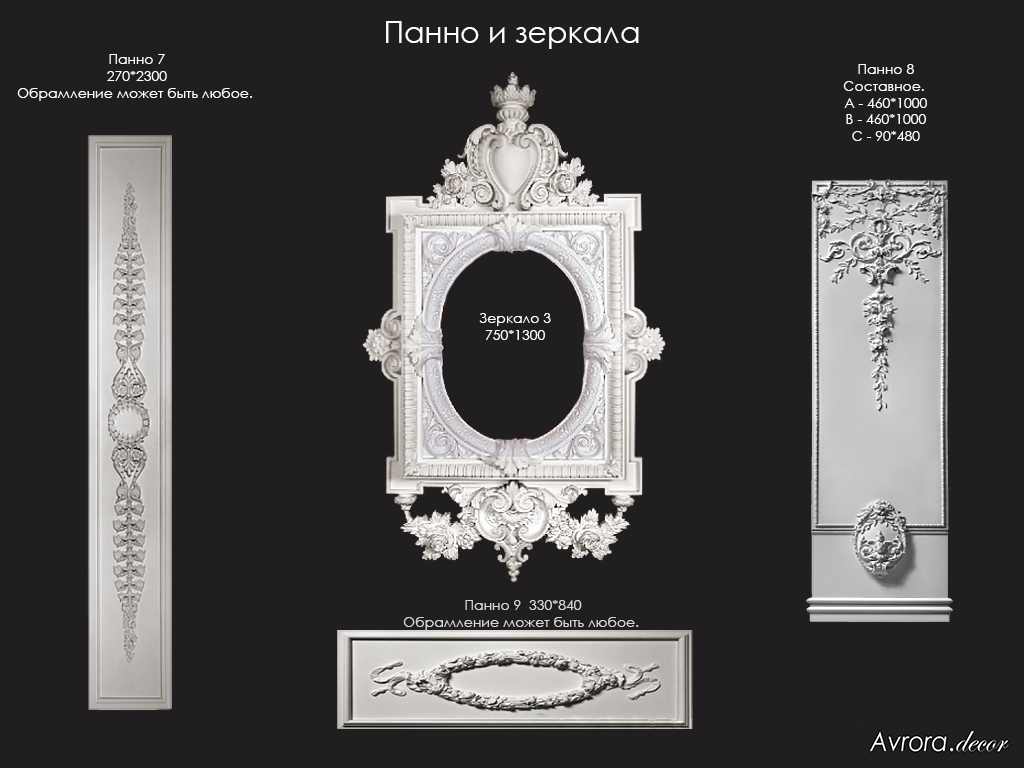 Панно и зеркала
Панно 7
270*2300
Обрамление может быть любое.
Панно 8
Составное.
А - 460*1000
В - 460*1000
С - 90*480
Зеркало 3
750*1300
Панно 9 330*840
Обрамление может быть любое.
Avrora.decor